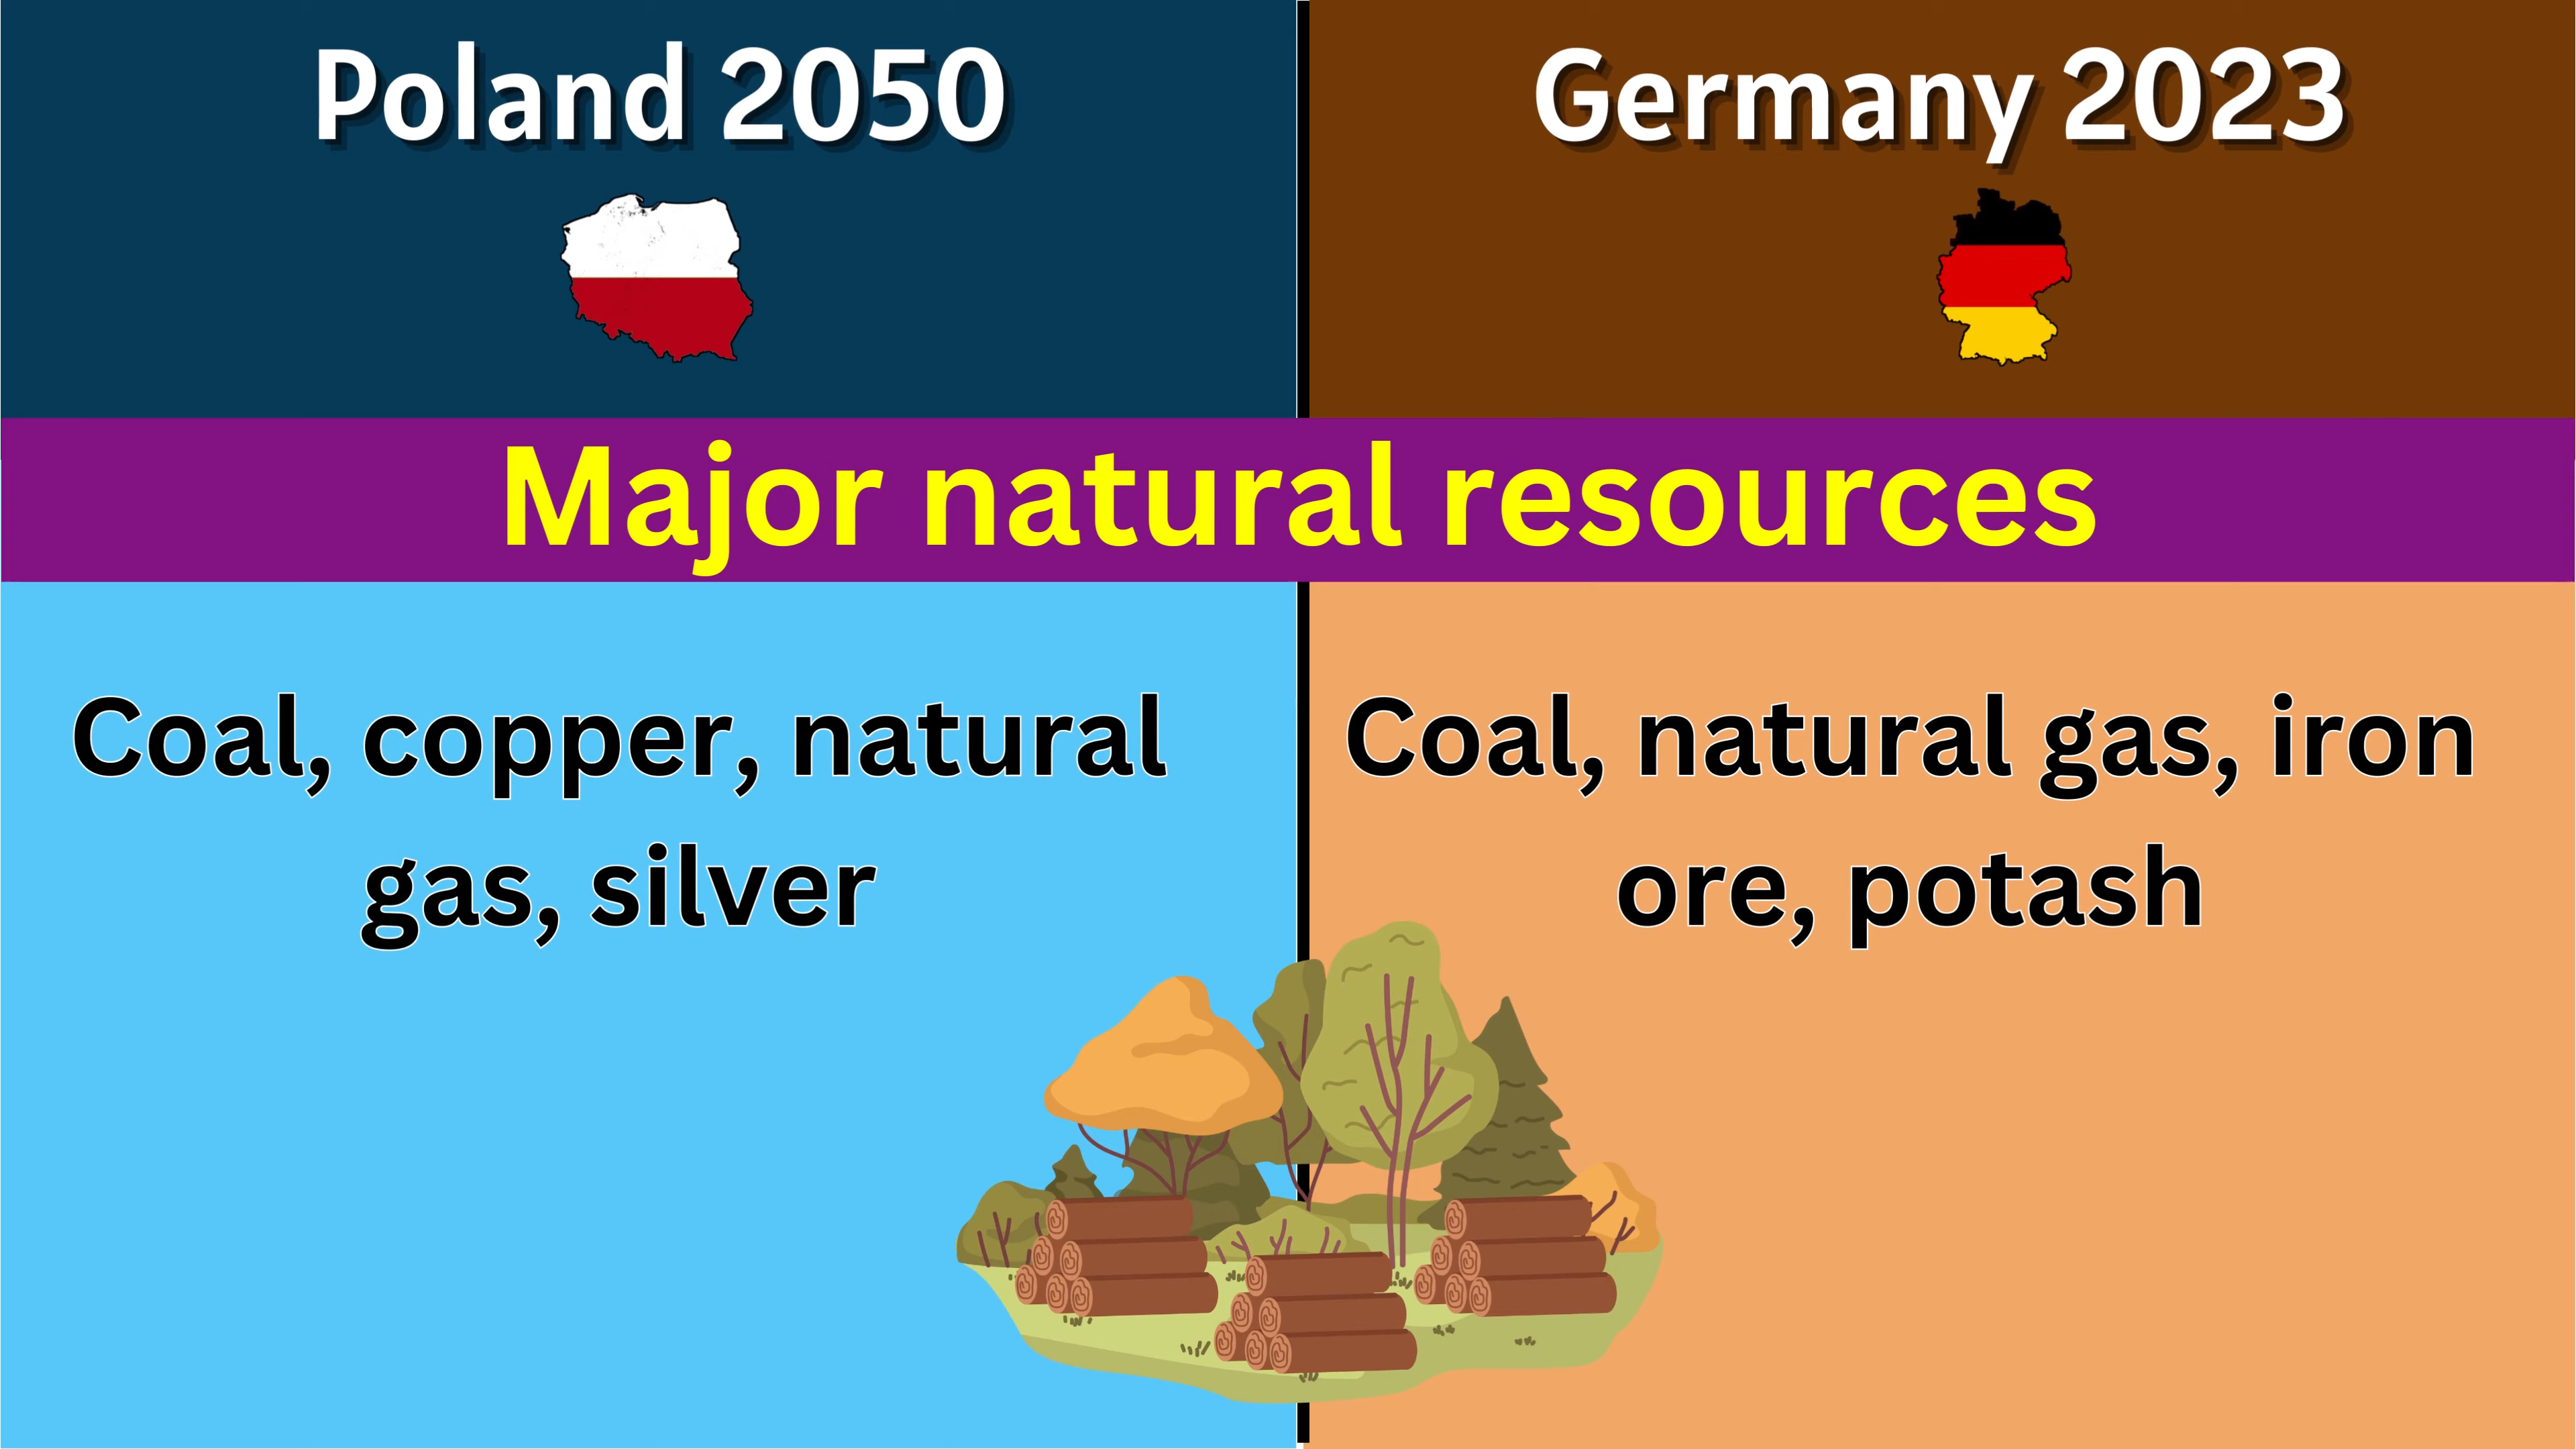 Poland 2050
Germany 2023
Major natural resources
Coal, copper, natural
gas, silver
Coal, natural gas, iron
ore, potash